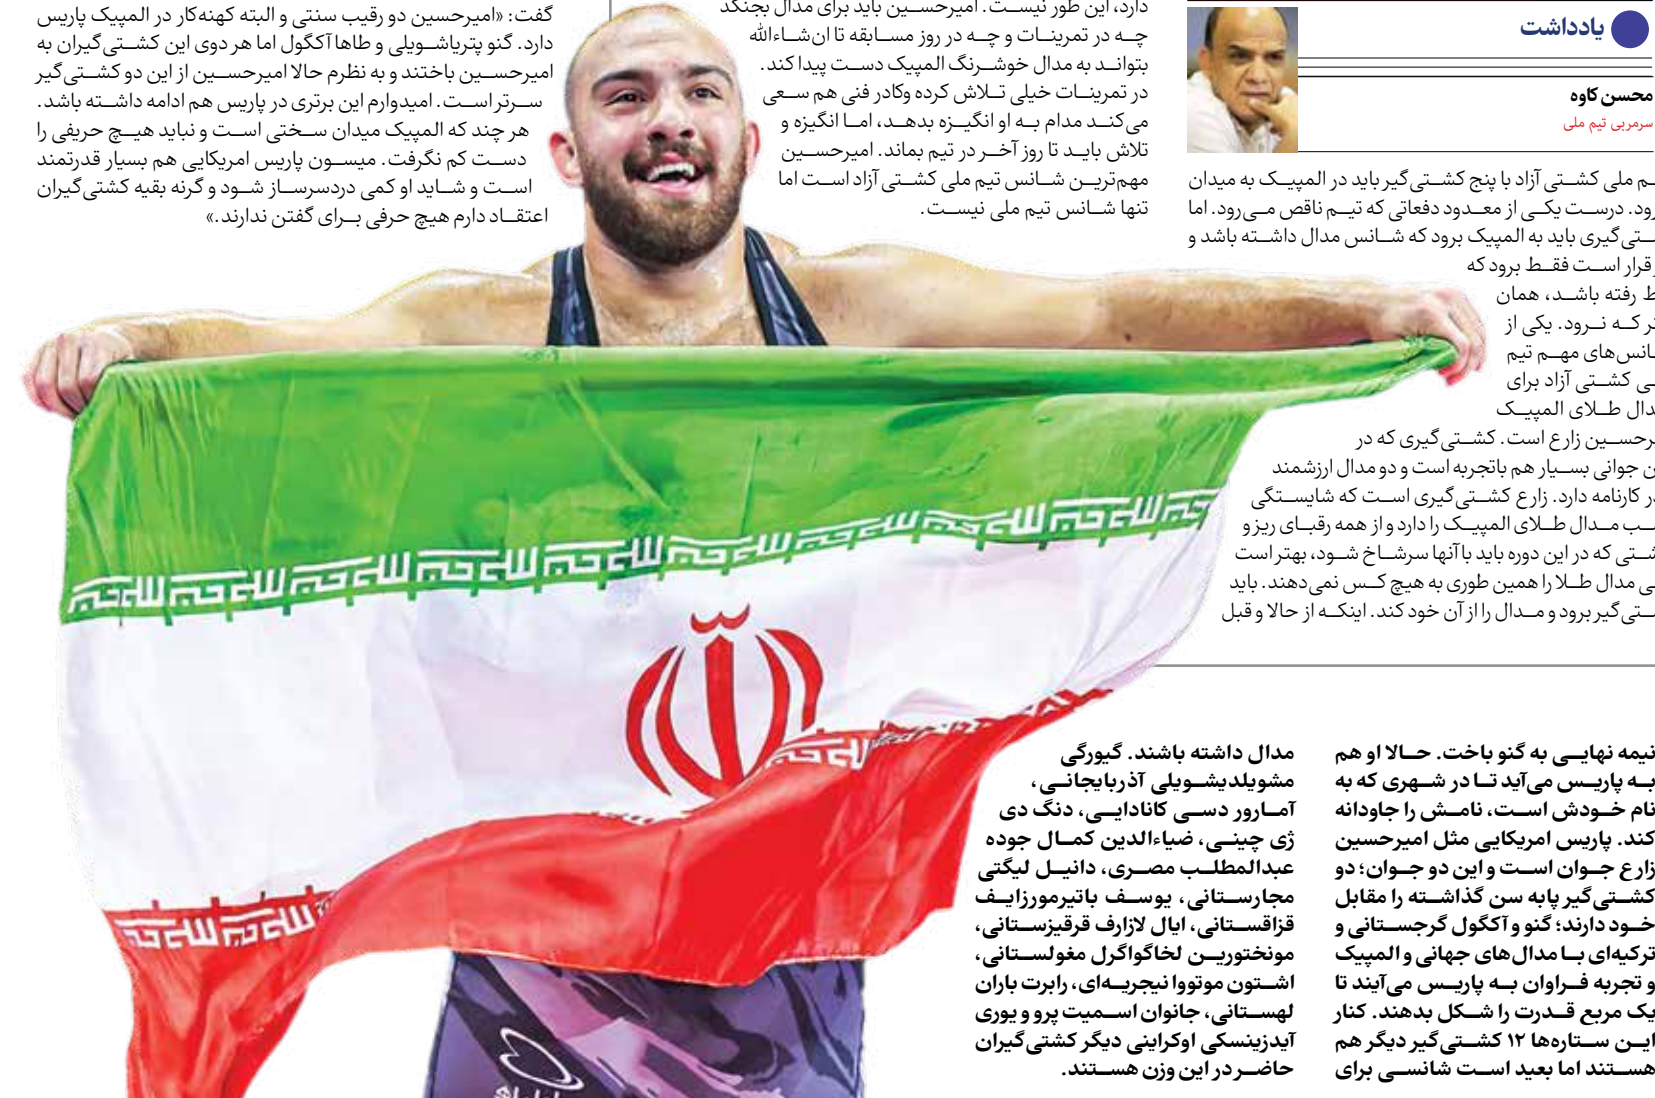 یادداشت
محسن کاوه
سرمربی تیم ملی
ملی کشتی آزاد با پنج کشتی‌گیر باید در المپیک به میدان
درست یکی از معدود دفعاتی که تیم ناقص می‌رود. اما
باید به المپیک برود که شانس مدال داشته باشد و
قرار است فقط برود که
رفته باشد، همان
که نرود. یکی از
مهم تیم
کشتی آزاد برای
طلای المپیک
زارع است. کشتی‌گیری که در
جوانی بسیار هم باتجربه است و دو مدال ارزشمند
کارنامه دارد. زارع کشتی‌گیری است که شایستگی
مدال طلای المپیک را دارد و از همه رقبای ریز و
که در این دوره باید با آنها سرشاخ شود، بهتر است
مدال طلا را همین طوری به هیچ کس نمی‌دهند. باید
برود و مدال را از آن خود کند. اینکه از حالا و قبل
دارد، این طور نیست. امیرحسین باید برای مدال بجنگد
چه در تمرینات و چه در روز مسابقه تا ان‌شاءالله
بتواند به مدال خوشرنگ المپیک دست پیدا کند.
در تمرینات خیلی تلاش کرده وکادر فنی هم سعی
می‌کند مدام به او انگیزه بدهد، اما انگیزه و
تلاش باید تا روز آخر در تیم بماند. امیرحسین
مهم‌ترین شانس تیم ملی کشتی آزاد است اما
تنها شانس تیم ملی نیست.
گفت: «امیرحسین دو رقیب سنتی و البته کهنه‌کار در المپیک پاریس
دارد. گنو پتریاشویلی و طاها آکگول اما هر دوی این کشتی‌گیران به
امیرحسین باختند و به نظرم حالا امیرحسین از این دو کشتی‌گیر
سرتر است. امیدوارم این برتری در پاریس هم ادامه داشته باشد.
هر چند که المپیک میدان سختی است و نباید هیچ حریفی را
دست کم نگرفت. میسون پاریس امریکایی هم بسیار قدرتمند
است و شاید او کمی دردسرساز شود و گرنه بقیه کشتی‌گیران
اعتقاد دارم هیچ حرفی برای گفتن ندارند.»
نیمه نهایی به گنو باخت. حالا او هم
به پاریس می‌آید تا در شهری که به
نام خودش است، نامش را جاودانه
کند. پاریس امریکایی مثل امیرحسین
زارع جوان است و این دو جوان؛ دو
کشتی‌گیر پابه سن گذاشته را مقابل
خود دارند؛ گنو و آکگول گرجستانی و
ترکیه‌ای با مدال‌های جهانی و المپیک
و تجربه فراوان به پاریس می‌آیند تا
یک مربع قدرت را شکل بدهند. کنار
این ستاره‌ها ۱۲ کشتی‌گیر دیگر هم
هستند اما بعید است شانسی برای
مدال داشته باشند. گیورگی
مشویلدیشویلی آذربایجانی،
آمارور دسی کانادایی، دنگ دی
ژی چینی، ضیاءالدین کمال جوده
عبدالمطلب مصری، دانیل لیگتی
مجارستانی، یوسف باتیرمورزایف
قزاقستانی، ایال لازارف قرقیزستانی،
مونختورین لخاگواگرل مغولستانی،
اشتون موتووا نیجریه‌ای، رابرت باران
لهستانی، جانوان اسمیت پرو و یوری
آیدزینسکی اوکراینی دیگر کشتی‌گیران
حاضر در این وزن هستند.